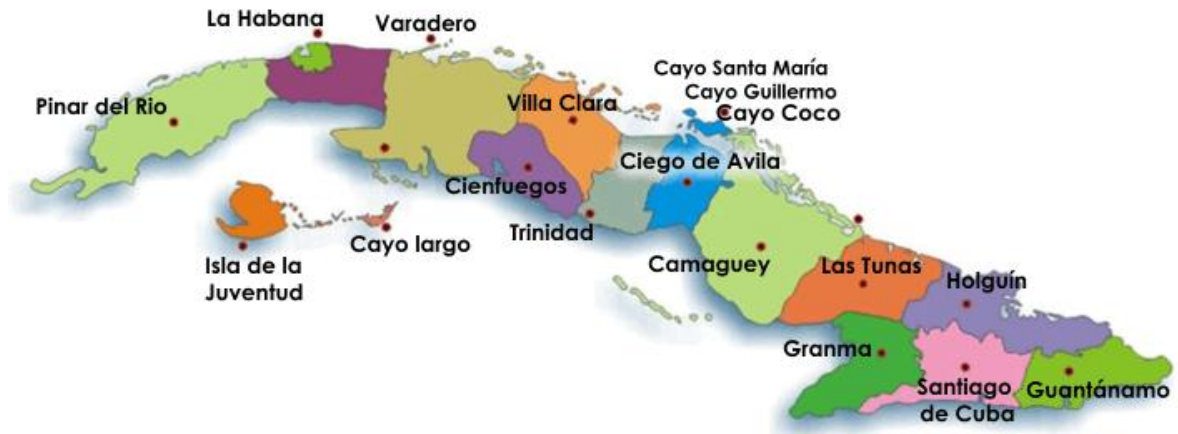 La Habana
Varadero
Cayo Santa María
Cayo Guillermo
Cayo Coco
Pinar del Rio
Villa Clara
Ciego de Avila
Cienfuegos
Trinidad
Cayo largo
Isla de la
Juventud
Camaguey
Las Tunas
Holguín
Granma
Santiago
de Cuba
Guantánamo